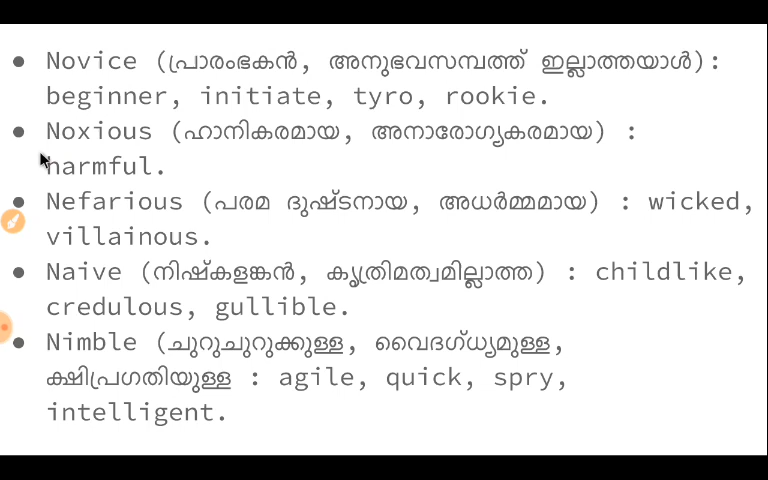 ● Novice (പ്രാരംഭകൻ, അനുഭവസമ്പത്ത് ഇല്ലാത്തയാൾ):
beginner, initiate, tyro, rookie.
● Noxious (ഹാനികരമായ, അനാരോഗ്യകരമായ) :
harmful.
● Nefarious (പരമ ദുഷ്ടനായ, അധർമ്മമായ) : wicked,
villainous.
● Naive (നിഷ്കളങ്കൻ, കൃത്രിമത്വമില്ലാത്ത) : childlike,
credulous, gullible.
● Nimble (ചുറുചുറുക്കുള്ള, വൈദഗ്ധ്യമുള്ള,
ക്ഷിപ്രഗതിയുള്ള : agile, quick, spry,
intelligent.